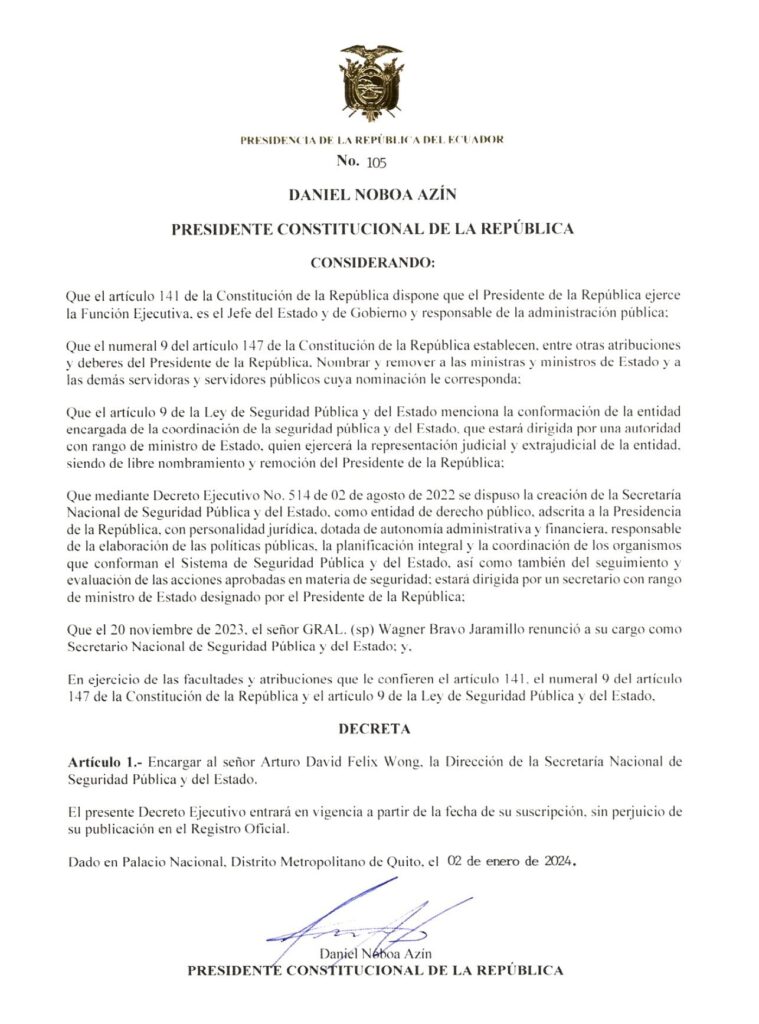 PRESIDENCIA DE LA REPÚBLICA DEL ECUADOR
No. 105
DANIEL NOBOA AZÍN
PRESIDENTE CONSTITUCIONAL DE LA REPÚBLICA
CONSIDERANDO:
Que el artículo 141 de la Constitución de la República dispone que el Presidente de la República ejerce
la Función Ejecutiva, es el Jefe del Estado y de Gobierno y responsable de la administración pública;
Que el numeral 9 del artículo 147 de la Constitución de la República establecen, entre otras atribuciones
y deberes del Presidente de la República, Nombrar y remover a las ministras y ministros de Estado y a
las demás servidoras y servidores públicos cuya nominación le corresponda;
Que el artículo 9 de la Ley de Seguridad Pública y del Estado menciona la conformación de la entidad
encargada de la coordinación de la seguridad pública y del Estado, que estará dirigida por una autoridad
con rango de ministro de Estado, quien ejercerá la representación judicial y extrajudicial de la entidad,
siendo de libre nombramiento y remoción del Presidente de la República;
Que mediante Decreto Ejecutivo No. 514 de 02 de agosto de 2022 se dispuso la creación de la Secretaría
Nacional de Seguridad Pública y del Estado, como entidad de derecho público, adscrita a la Presidencia
de la República, con personalidad jurídica, dotada de autonomía administrativa y financiera, responsable
de la elaboración de las políticas públicas, la planificación integral y la coordinación de los organismos
que conforman el Sistema de Seguridad Pública y del Estado, así como también del seguimiento y
evaluación de las acciones aprobadas en materia de seguridad; estará dirigida por un secretario con rango
de ministro de Estado designado por el Presidente de la República;
Que el 20 noviembre de 2023, el señor GRAL. (sp) Wagner Bravo Jaramillo renunció a su cargo como
Secretario Nacional de Seguridad Pública y del Estado; y,
En ejercicio de las facultades y atribuciones que le confieren el artículo 141, el numeral 9 del artículo
147 de la Constitución de la República y el artículo 9 de la Ley de Seguridad Pública y del Estado,
DECRETA
Artículo 1.- Encargar al señor Arturo David Felix Wong, la Dirección de la Secretaría Nacional de
Seguridad Pública y del Estado.
El presente Decreto Ejecutivo entrará en vigencia a partir de la fecha de su suscripción, sin perjuicio de
su publicación en el Registro Oficial.
Dado en Palacio Nacional, Distrito Metropolitano de Quito, el 02 de enero de 2024.
Daniel Noboa Azín
PRESIDENTE CONSTITUCIONAL DE LA REPÚBLICA